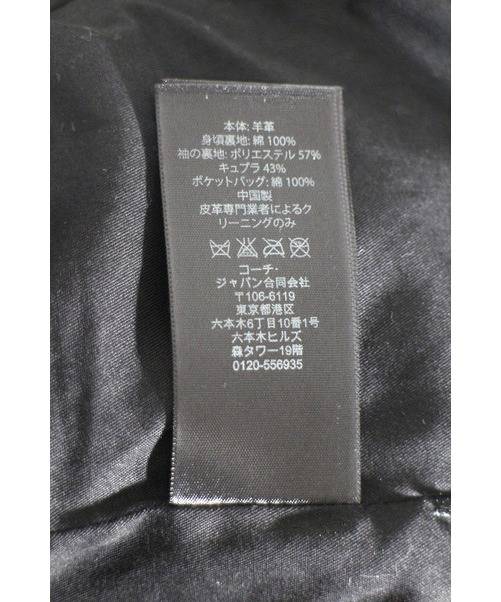 本体: 羊革
身頃裏地: 綿 100%
袖の裏地: ポリエステル 57%
キュプラ 43%
ポケットバッグ: 綿 100%
中国製
皮革専門業者によるク
リーニングのみ
コーチ・
ジャパン合同会社
〒106-6119
東京都港区
六本木6丁目10番1号
六本木ヒルズ
森タワー19階
0120-556935